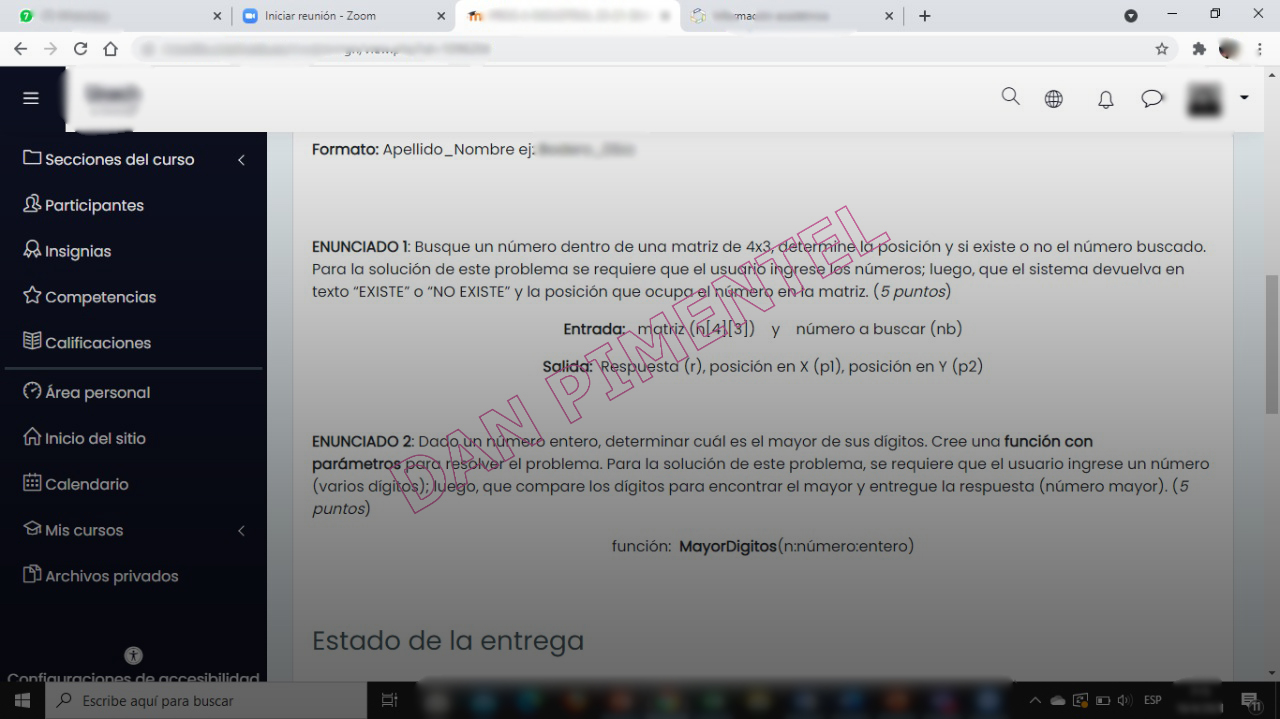 Iniciar reunión - Zoom
Formato: Apellido_Nombre ej:
Secciones del curso
Participantes
Insignias
Competencias
Calificaciones
Área personal
Inicio del sitio
Calendario
Mis cursos
Archivos privados
Configuraciones de accesibilidad
ENUNCIADO 1: Busque un número dentro de una matriz de 4x3, determine la posición y si existe o no el número buscado.
Para la solución de este problema se requiere que el usuario ingrese los números; luego, que el sistema devuelva en
texto “EXISTE” o “NO EXISTE” y la posición que ocupa el número en la matriz. (5 puntos)
Entrada: matriz (n[4][3]) y número a buscar (nb)
Salida: Respuesta (r), posición en X (p1), posición en Y (p2)
ENUNCIADO 2: Dado un número entero, determinar cuál es el mayor de sus dígitos. Cree una función con
parámetros para resolver el problema. Para la solución de este problema, se requiere que el usuario ingrese un número
(varios dígitos); luego, que compare los dígitos para encontrar el mayor y entregue la respuesta (número mayor). (5
puntos)
función: MayorDigitos(n:número:entero)
DAN PIMENTEL
Estado de la entrega
Escribe aquí para buscar
ESP
11